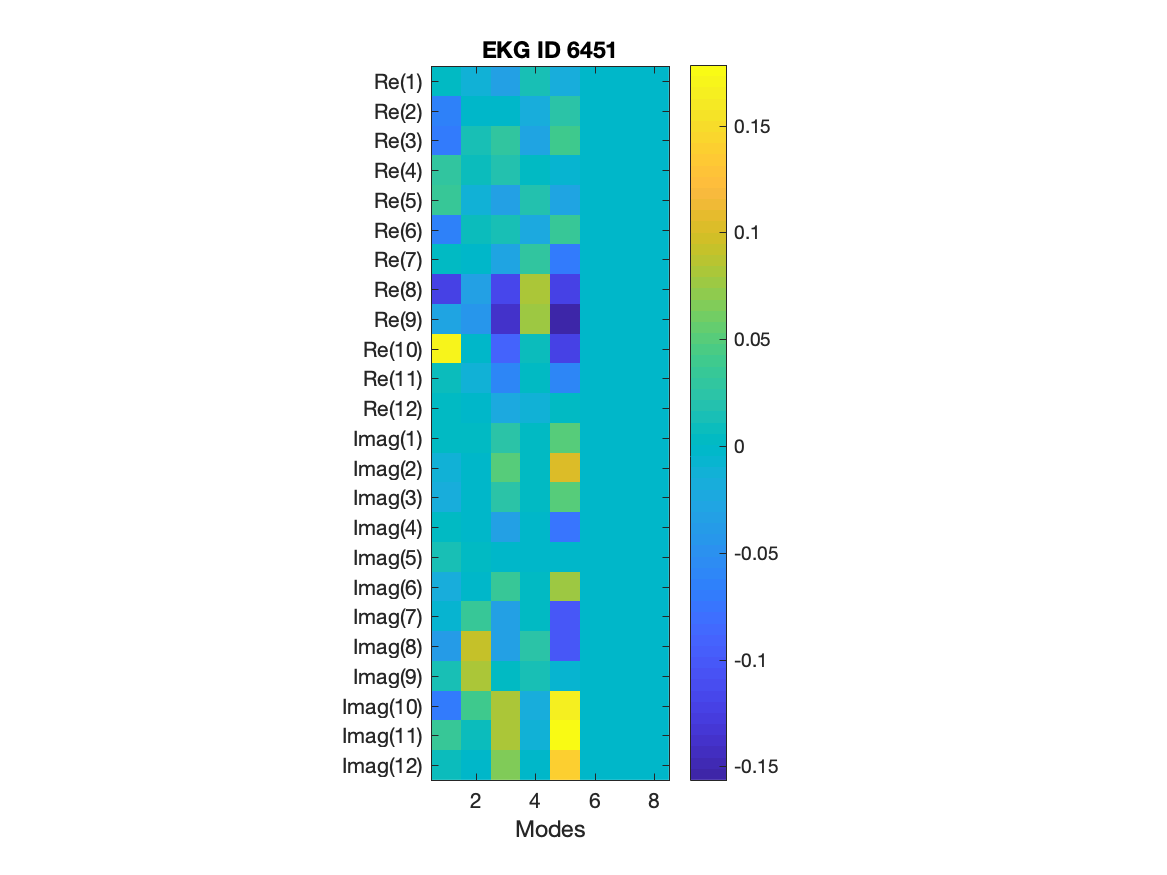 EKG ID 6451
Re(1)
Re(2)
Re(3)
Re(4)
Re(5)
Re(6)
Re(7)
Re(8)
Re(9)
Re(10)
Re(11)
Re(12)
Imag(1)
Imag(2)
Imag(3)
Imag(4)
Imag(5)
Imag(6)
Imag(7)
Imag(8)
Imag(9)
Imag(10)
Imag(11)
Imag(12)
2 4 6 8
Modes
0.15
0.1
0.05
0
-0.05
-0.1
-0.15